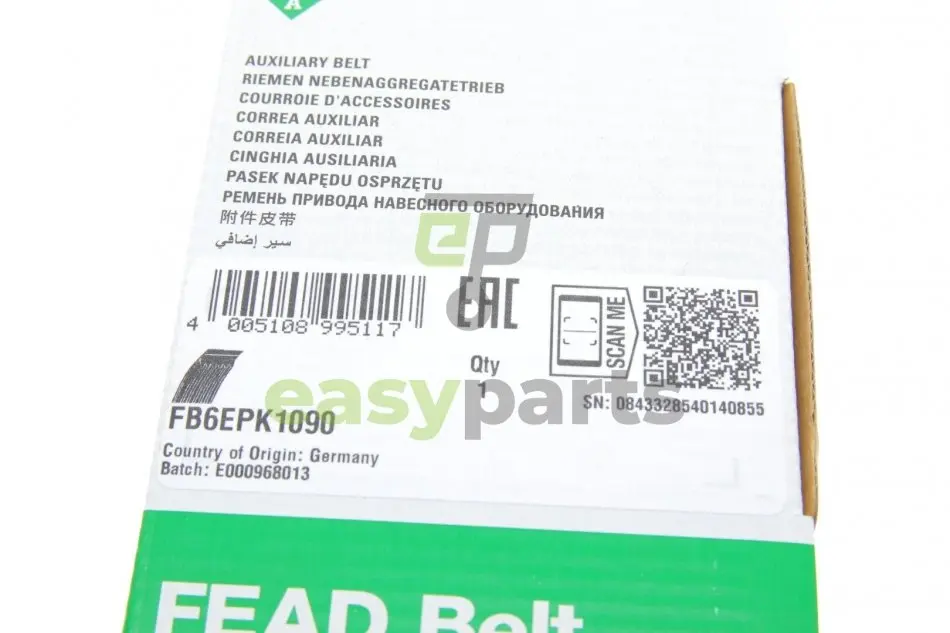 A
AUXILIARY BELT
RIEMEN NEBENAGGREGATETRIEB
COURROIE D'ACCESSOIRES
CORREA AUXILIAR
CORREIA AUXILIAR
CINGHIA AUSILIARIA
PASEK NAPĘDU OSPRZĘTU
РЕМЕНЬ ПРИВОДА НАВЕСНОГО ОБОРУДОВАНИЯ
附件皮带
سير إضافي
ep
4 005108 995117
EAC
SCAN ME
Qty
1
easyparts
SN: 0843328540140855
FB6EPK1090
Country of Origin: Germany
Batch: E000968013
FEAD Belt